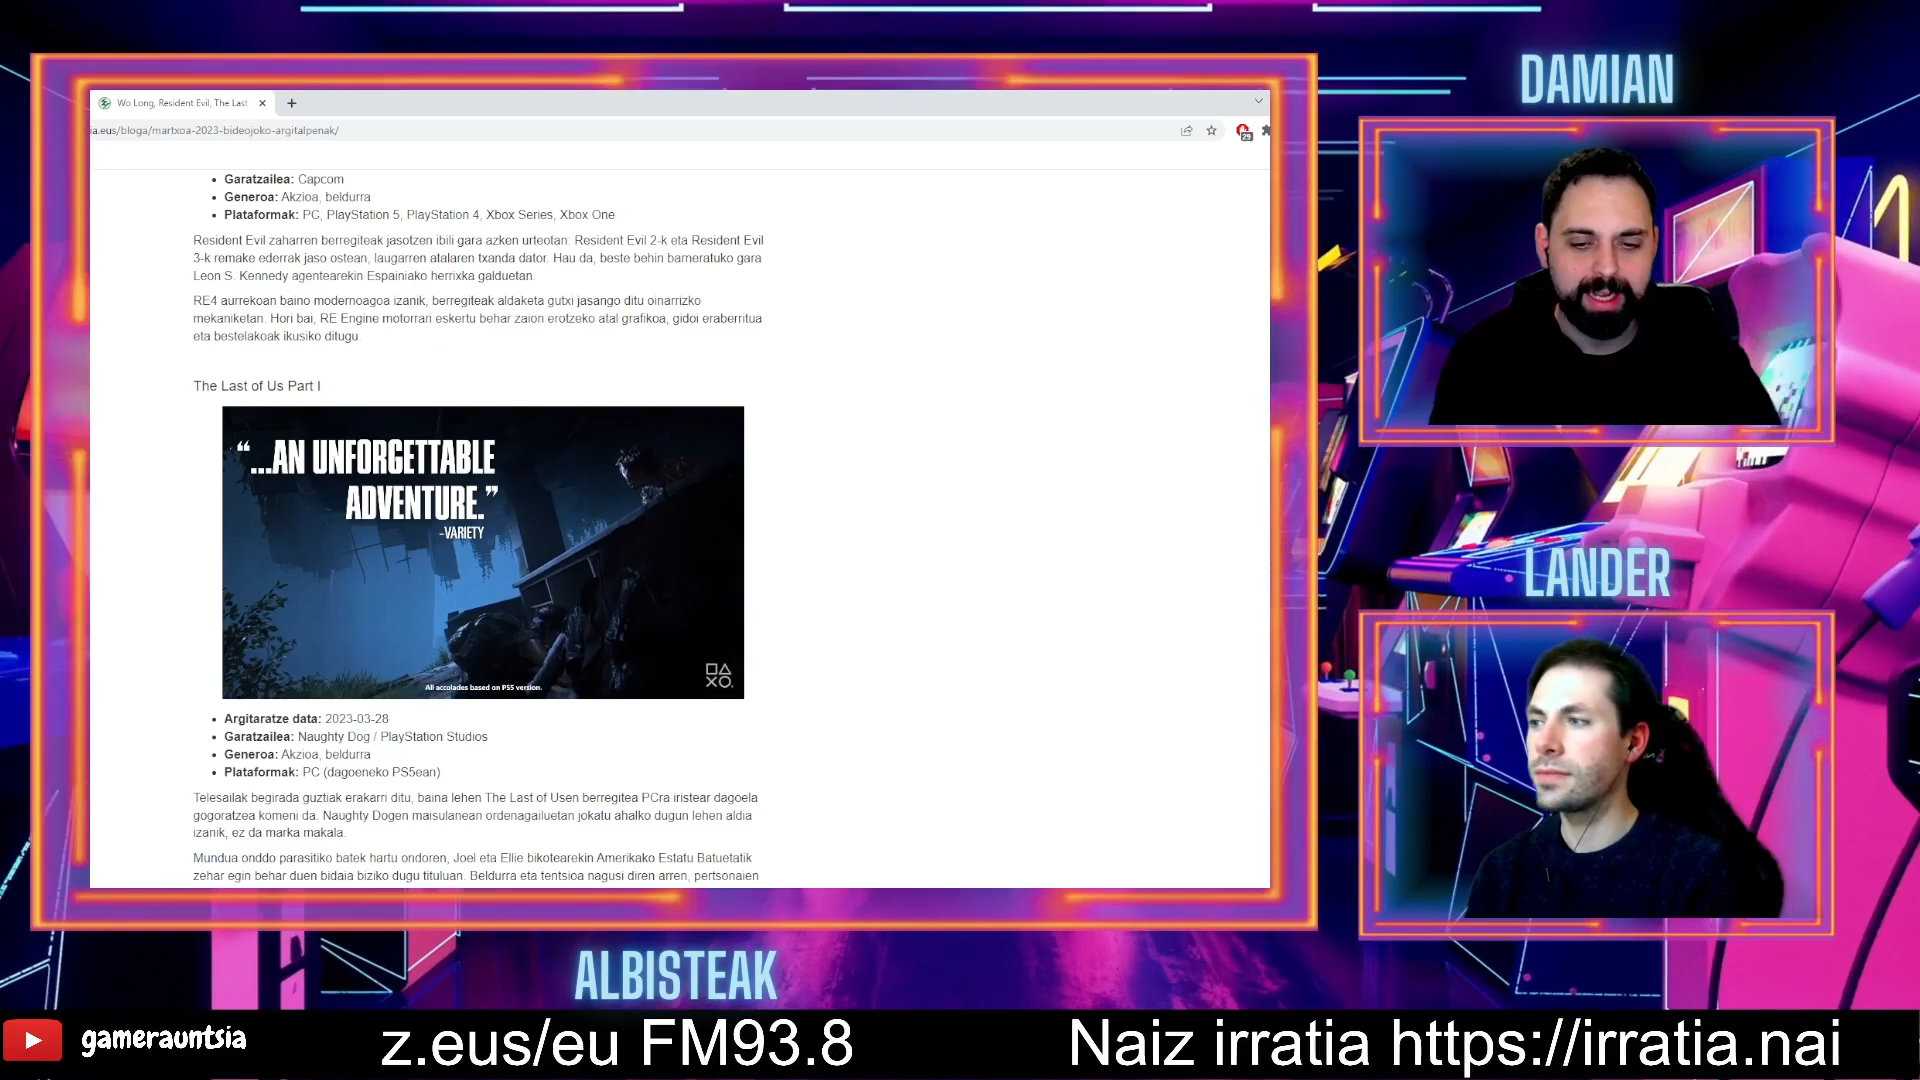 DAMIAN
Wo Long, Resident Evil, The Last
ia.eus/bloga/martxoa-2023-bideojoko-argitalpenak/
29
Garatzailea: Capcom
Generoa: Akzioa, beldurra
Plataformak: PC, PlayStation 5, PlayStation 4, Xbox Series, Xbox One
Resident Evil zaharren berregiteak jasotzen ibili gara azken urteotan: Resident Evil 2-k eta Resident Evil
3-k remake ederrak jaso ostean, laugarren atalaren txanda dator. Hau da, beste behin barneratuko gara
Leon S. Kennedy agentearekin Espainiako herrixka galduetan.
RE4 aurrekoan baino modernoagoa izanik, berregiteak aldaketa gutxi jasango ditu oinarrizko
mekaniketan. Hori bai, RE Engine motorrari eskertu behar zaion erotzeko atal grafikoa, gidoi eraberritua
eta bestelakoak ikusiko ditugu.
The Last of Us Part I
“...AN UNFORGETTABLE
ADVENTURE.”
-VARIETY
All accolades based on PS5 version.
Argitaratze data: 2023-03-28
Garatzailea: Naughty Dog / PlayStation Studios
Generoa: Akzioa, beldurra
Plataformak: PC (dagoeneko PS5ean)
Telesailak begirada guztiak erakarri ditu, baina lehen The Last of Usen berregitea PCra iristear dagoela
gogoratzea komeni da. Naughty Dogen maisulanean ordenagailuetan jokatu ahalko dugun lehen aldia
izanik, ez da marka makala.
Mundua onddo parasitiko batek hartu ondoren, Joel eta Ellie bikotearekin Amerikako Estatu Batuetatik
zehar egin behar duen bidaia biziko dugu tituluan. Beldurra eta tentsioa nagusi diren arren, pertsonaien
LANDER
ALBISTEAK
gamerauntsia
z.eus/eu FM93.8
Naiz irratia https://irratia.nai